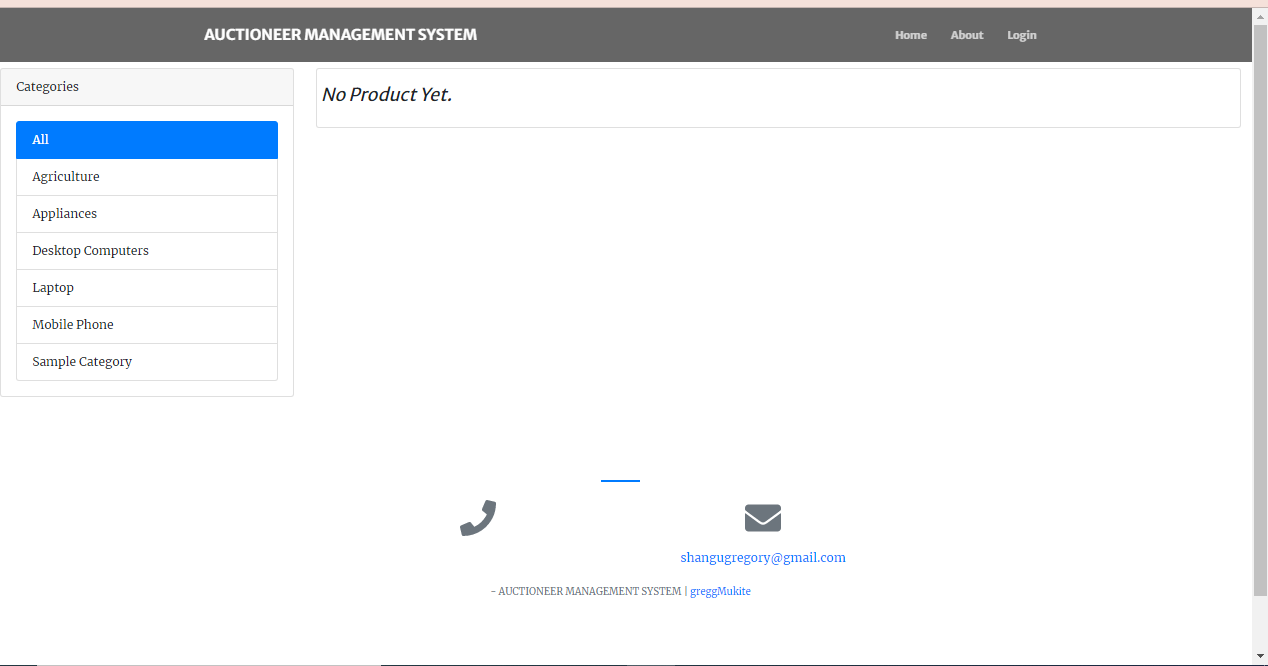 AUCTIONEER MANAGEMENT SYSTEM
Home About Login
Categories
All
Agriculture
Appliances
Desktop Computers
Laptop
Mobile Phone
Sample Category
No Product Yet.
shangugregory@gmail.com
- AUCTIONEER MANAGEMENT SYSTEM | greggMukite